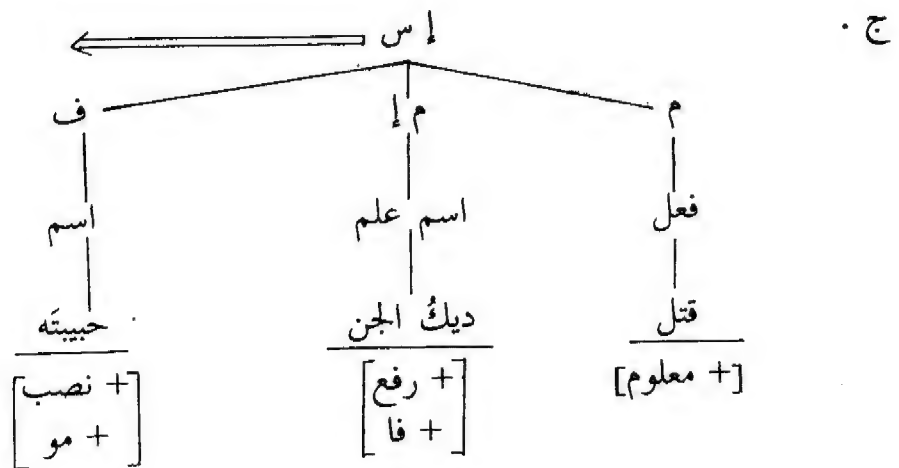 ج .
إ س
م م إ ف
فعل اسم علم اسم
قتل ديكُ الجن حبيبتَه
[+ معلوم] [+ رفع + نصب]
+ فا + مو